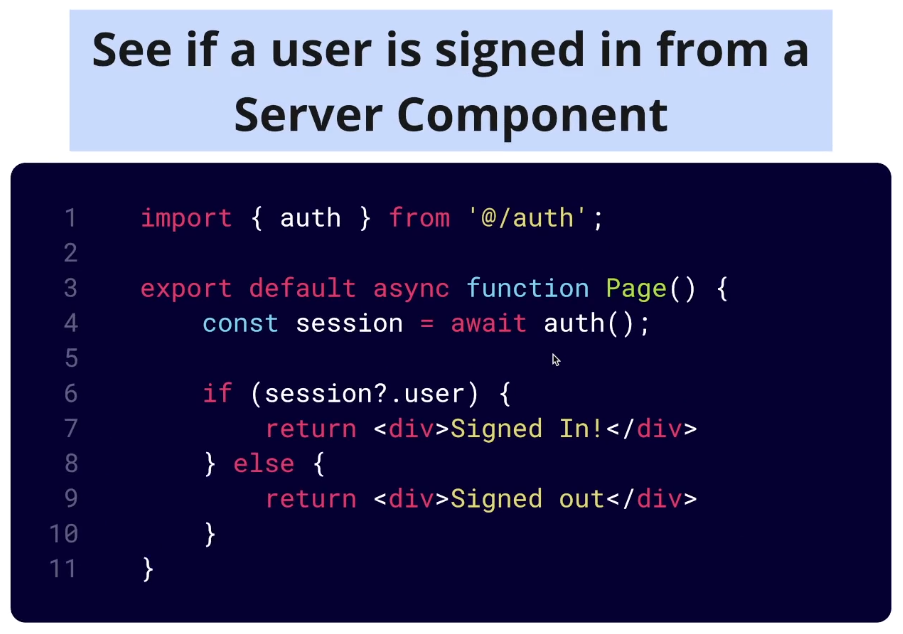 See if a user is signed in from a
Server Component
1 import { auth } from '@/auth';
2
3 export default async function Page() {
4 const session = await auth();
5
6 if (session?.user) {
7 return <div>Signed In!</div>
8 } else {
9 return <div>Signed out</div>
10 }
11 }